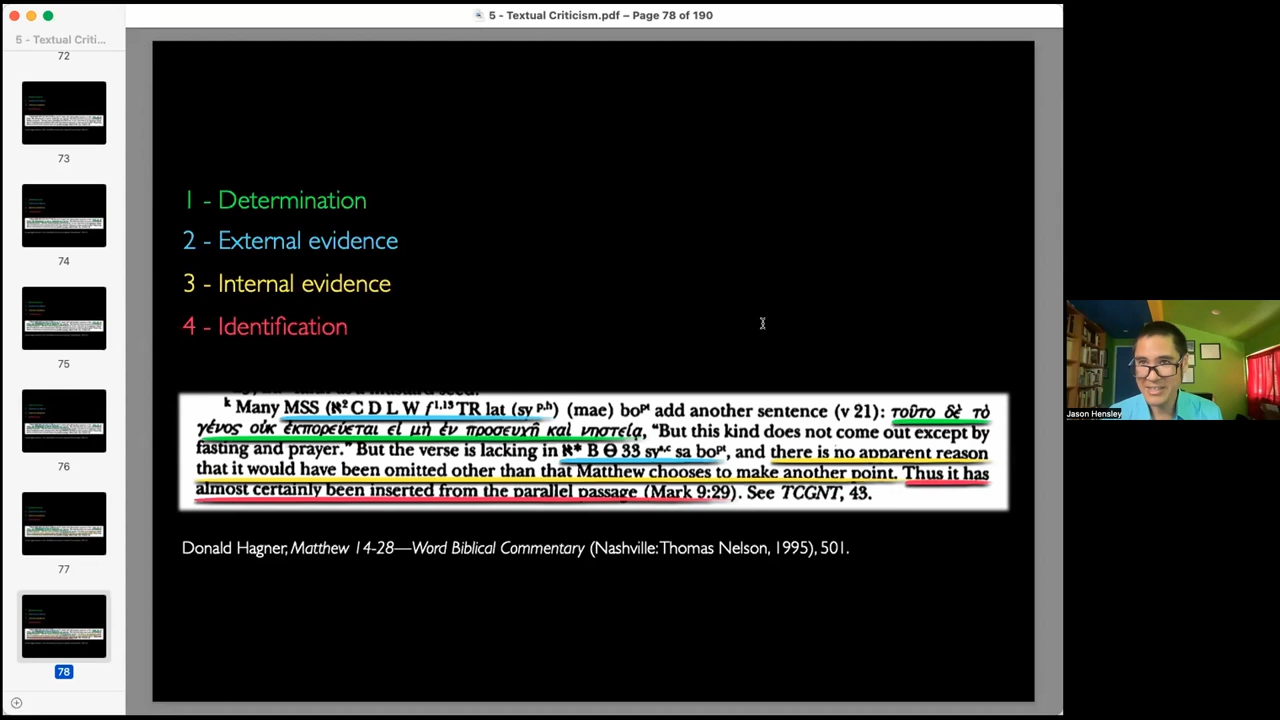 5 - Textual Criticism.pdf – Page 78 of 190
5 - Textual Criti...
72
73
74
75
76
77
78
1 - Determination
2 - External evidence
3 - Internal evidence
4 - Identification
k Many MSS (ℵ² C D L W f¹,¹³ TR lat (sy p,h) (mae) boᵖᵗ add another sentence (v 21): τοῦτο δὲ τὸ
γένος οὐκ ἐκπορεύεται εἰ μὴ ἐν προσευχῇ καὶ νηστείᾳ, “But this kind does not come out except by
fasting and prayer.” But the verse is lacking in ℵ* B Θ 33 syˢ,ᶜ sa boᵖᵗ, and there is no apparent reason
that it would have been omitted other than that Matthew chooses to make another point. Thus it has
almost certainly been inserted from the parallel passage (Mark 9:29). See TCGNT, 43.
Donald Hagner, Matthew 14-28—Word Biblical Commentary (Nashville: Thomas Nelson, 1995), 501.
Jason Hensley